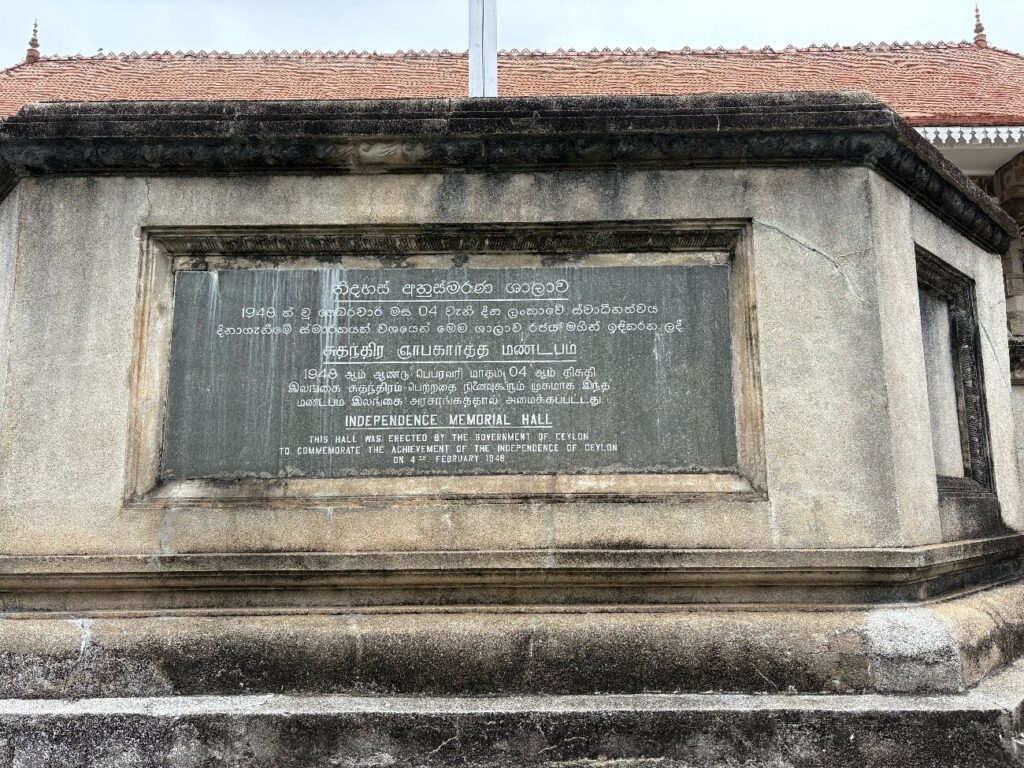 නිදහස් අනුස්මරණ ශාලාව
1948 ක් වූ පෙබරවාරි මස 04 වැනි දින ලංකාවේ ස්වාධීනත්වය
දිනාගැනීමේ ස්මාරකයක් වශයෙන් මෙම ශාලාව රජය මගින් ඉදිකරන ලදී
சுதந்திர ஞாபகார்த்த மண்டபம்
1948 ஆம் ஆண்டு பெபரவரி மாதம் 04 ஆம் திகதி
இலங்கை சுதந்திரம் பெற்றதை நினைவுகூரும் முகமாக இந்த
மண்டபம் இலங்கை அரசாங்கத்தால் அமைக்கப்பட்டது.
INDEPENDENCE MEMORIAL HALL
THIS HALL WAS ERECTED BY THE GOVERNMENT OF CEYLON
TO COMMEMORATE THE ACHIEVEMENT OF THE INDEPENDENCE OF CEYLON
ON 4TH FEBRUARY 1948